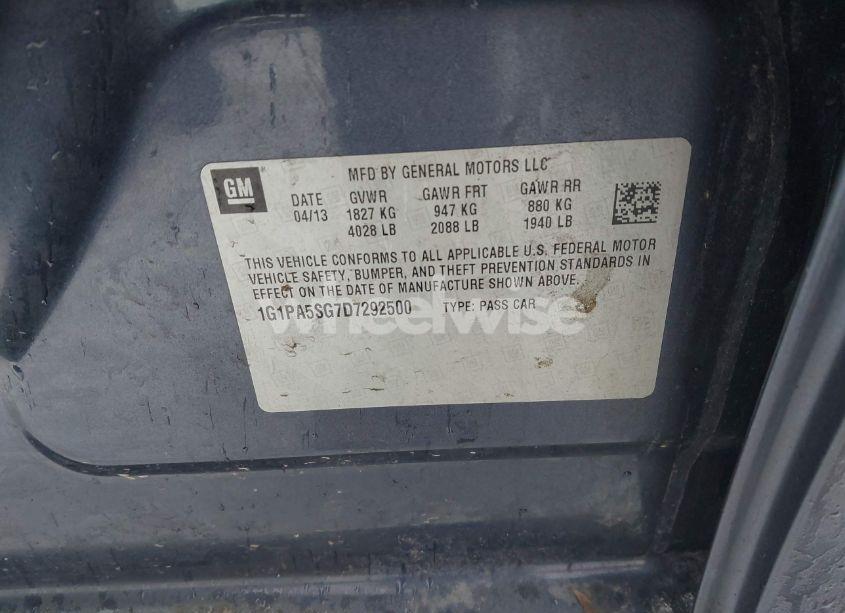 GM
MFD BY GENERAL MOTORS LLC
DATE GVWR GAWR FRT GAWR RR
04/13 1827 KG 947 KG 880 KG
4028 LB 2088 LB 1940 LB
THIS VEHICLE CONFORMS TO ALL APPLICABLE U.S. FEDERAL MOTOR
VEHICLE SAFETY, BUMPER, AND THEFT PREVENTION STANDARDS IN
EFFECT ON THE DATE OF MANUFACTURE SHOWN ABOVE.
1G1PA5SG7D7292500 TYPE: PASS CAR
Wheelwise